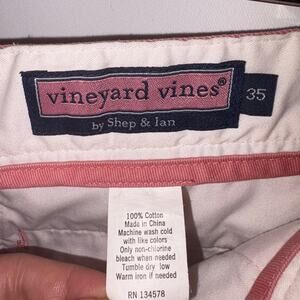 vineyard vines®
35
by Shep & Ian
100% Cotton
Made in China
Machine wash cold
with like colors
Only non-chlorine
bleach when needed
Tumble dry low
Warm iron if needed
RN 134578